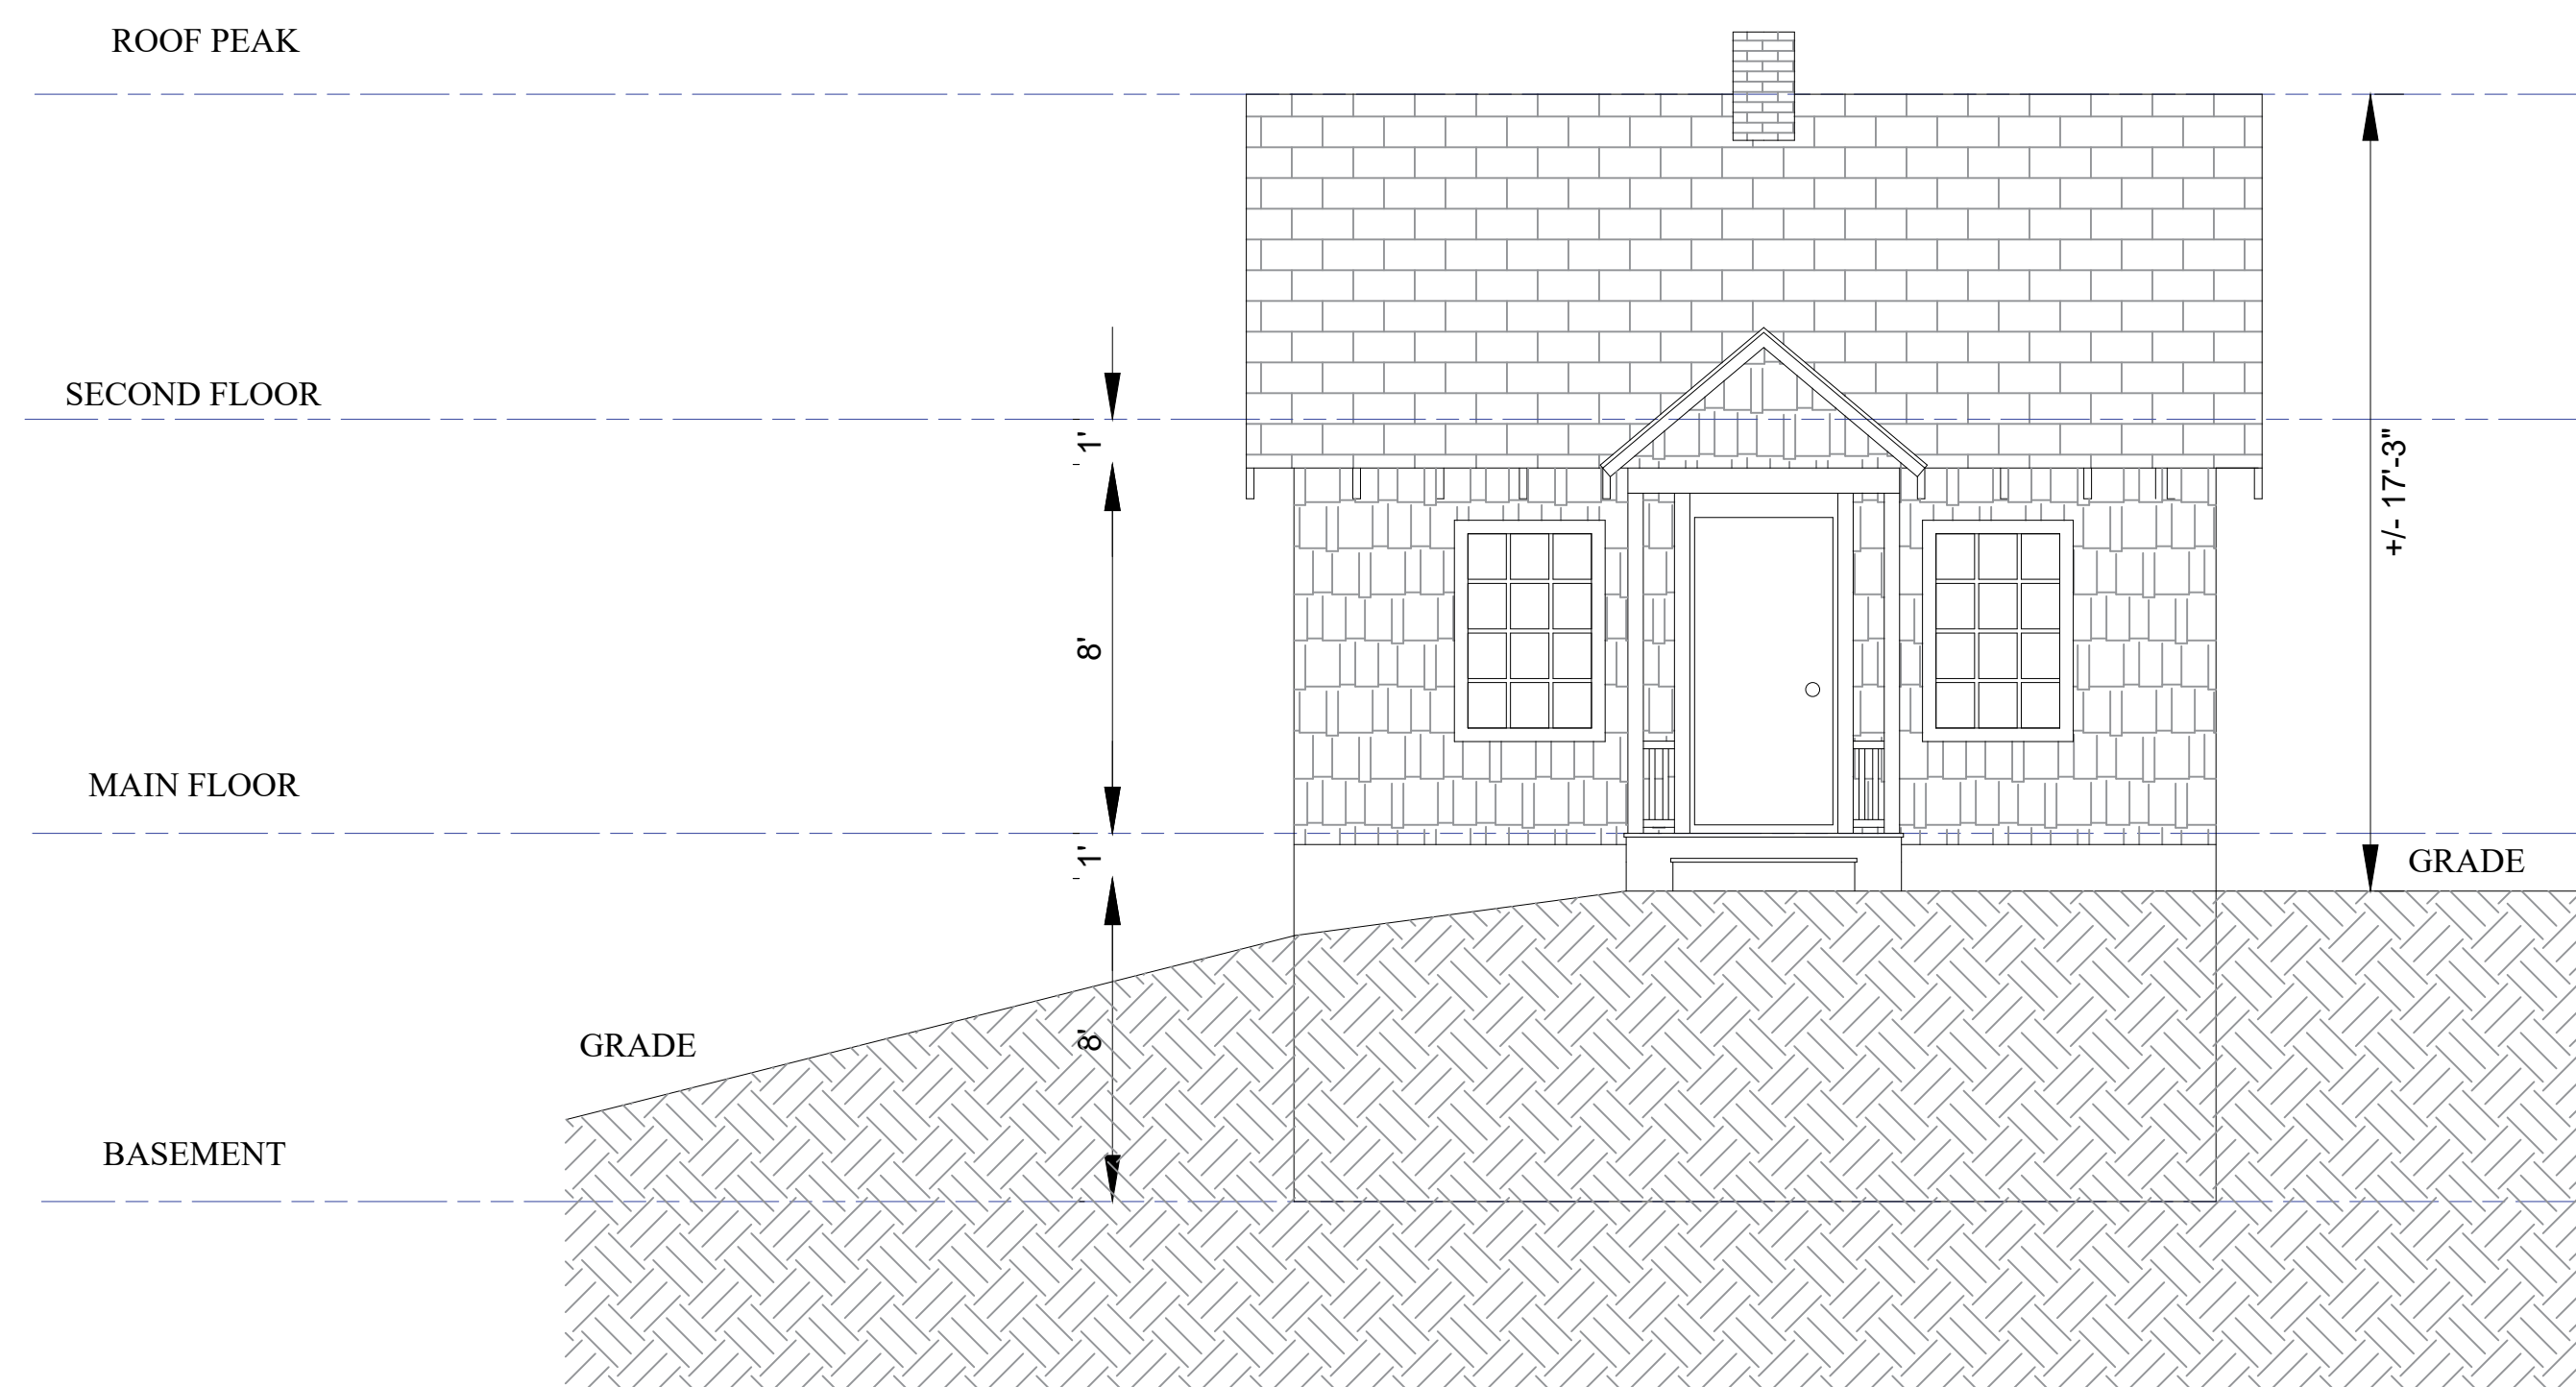 ROOF PEAK
SECOND FLOOR
1'
+/- 17'-3"
8'
MAIN FLOOR
1'
GRADE
8'
GRADE
BASEMENT